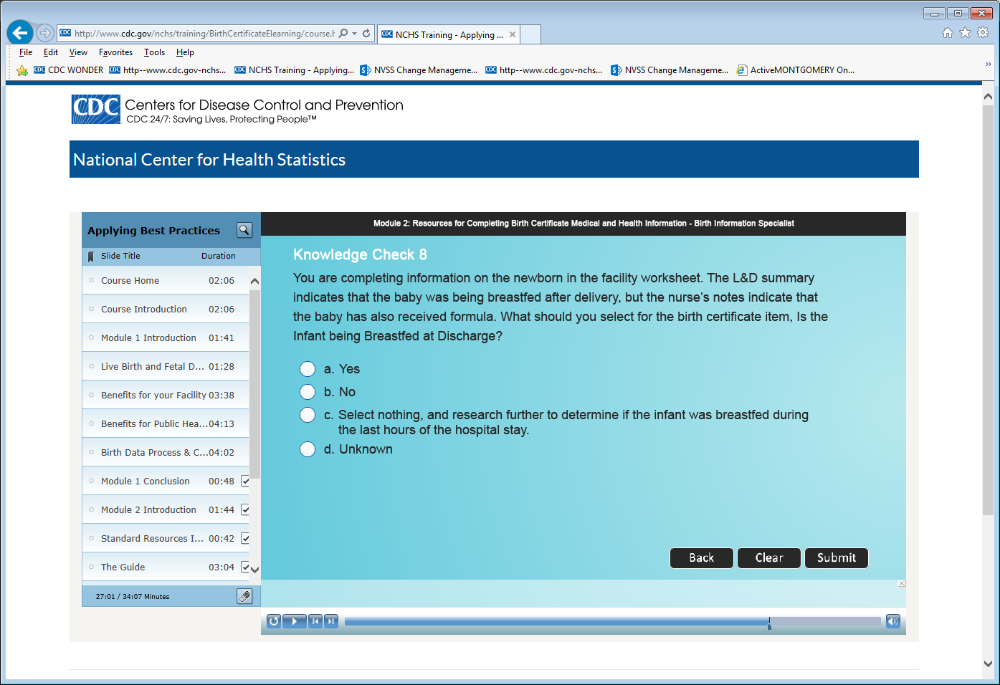 http://www.cdc.gov/nchs/training/BirthCertificateElearning/course.h
CDC NCHS Training - Applying ...
File Edit View Favorites Tools Help
CDC CDC WONDER CDC http--www.cdc.gov-nchs... CDC NCHS Training - Applying... NVSS Change Manageme... CDC http--www.cdc.gov-nchs... NVSS Change Manageme... ActiveMONTGOMERY On...
CDC Centers for Disease Control and Prevention
CDC 24/7: Saving Lives, Protecting People™
National Center for Health Statistics
Applying Best Practices
Slide Title Duration
Course Home 02:06
Course Introduction 02:06
Module 1 Introduction 01:41
Live Birth and Fetal D... 01:28
Benefits for your Facility 03:38
Benefits for Public Hea... 04:13
Birth Data Process & C... 04:02
Module 1 Conclusion 00:48
Module 2 Introduction 01:44
Standard Resources I... 00:42
The Guide 03:04
27:01 / 34:07 Minutes
Module 2: Resources for Completing Birth Certificate Medical and Health Information - Birth Information Specialist
Knowledge Check 8
You are completing information on the newborn in the facility worksheet. The L&D summary
indicates that the baby was being breastfed after delivery, but the nurse's notes indicate that
the baby has also received formula. What should you select for the birth certificate item, Is the
Infant being Breastfed at Discharge?
a. Yes
b. No
c. Select nothing, and research further to determine if the infant was breastfed during
the last hours of the hospital stay.
d. Unknown
Back Clear Submit